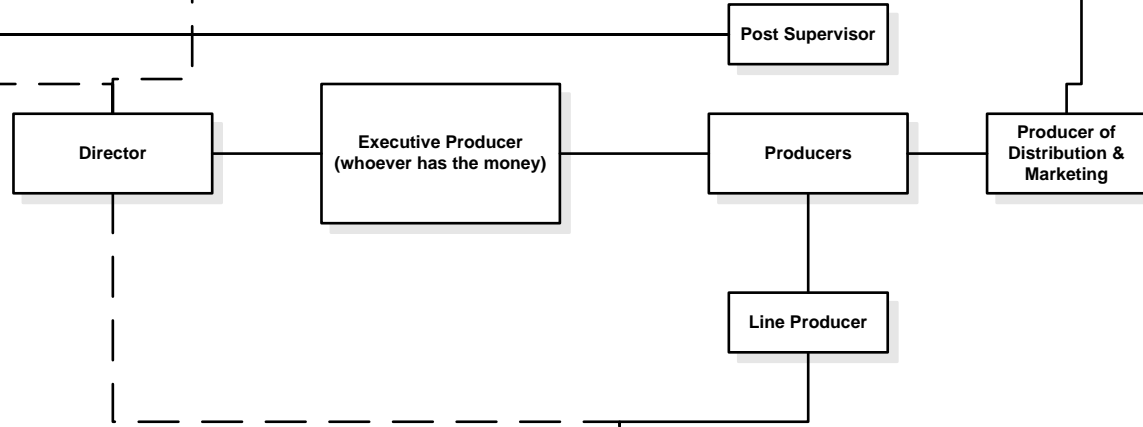 Post Supervisor
Director
Executive Producer
(whoever has the money)
Producers
Producer of
Distribution &
Marketing
Line Producer